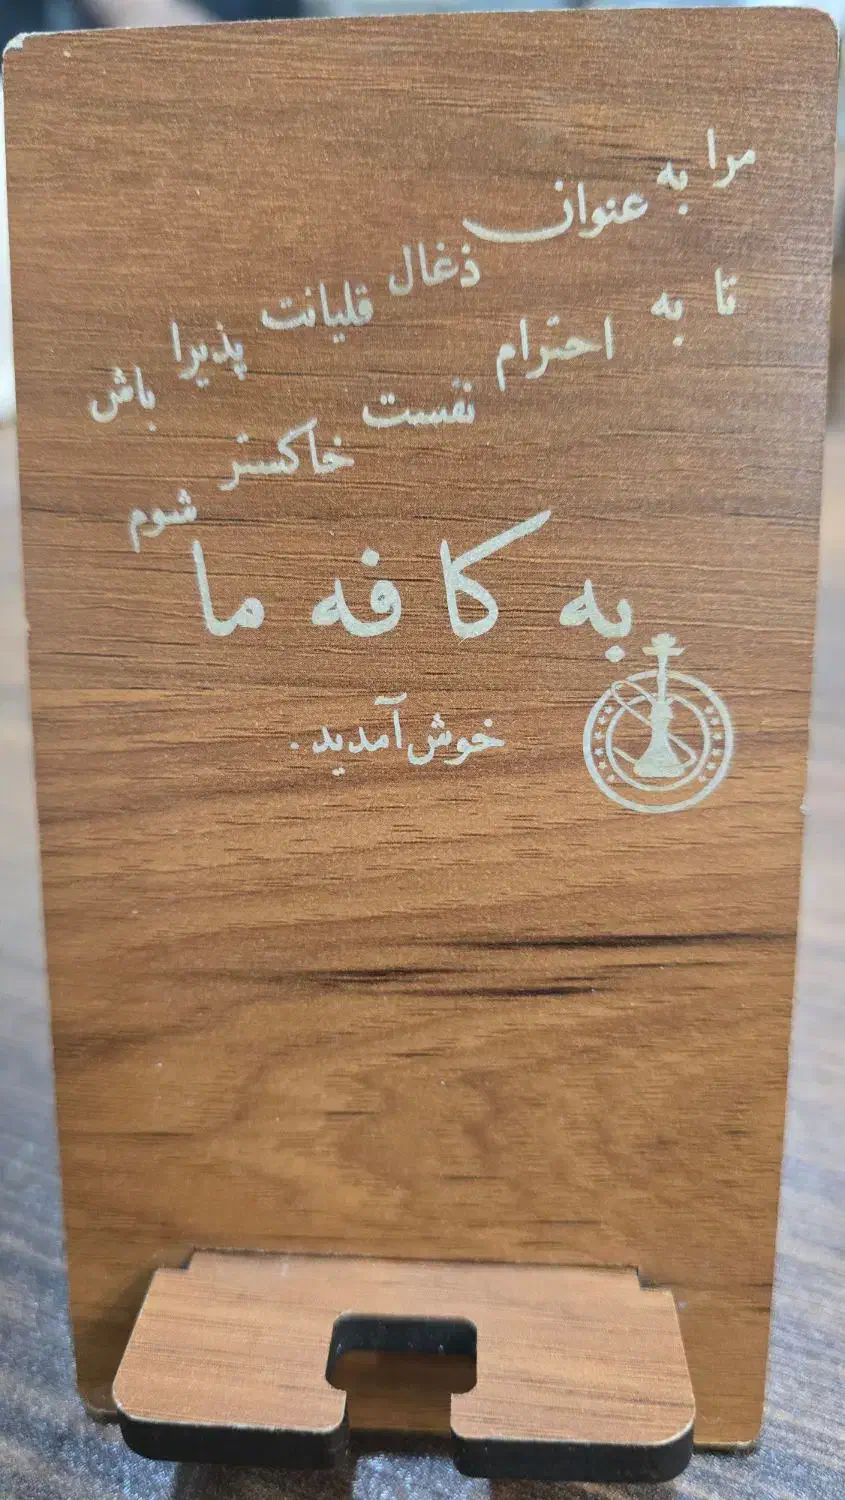 مرا به عنوان ذغال قلیانت پذیرا باش
تا به احترام نفست خاکستر شوم
به کافه ما
خوش آمدید .